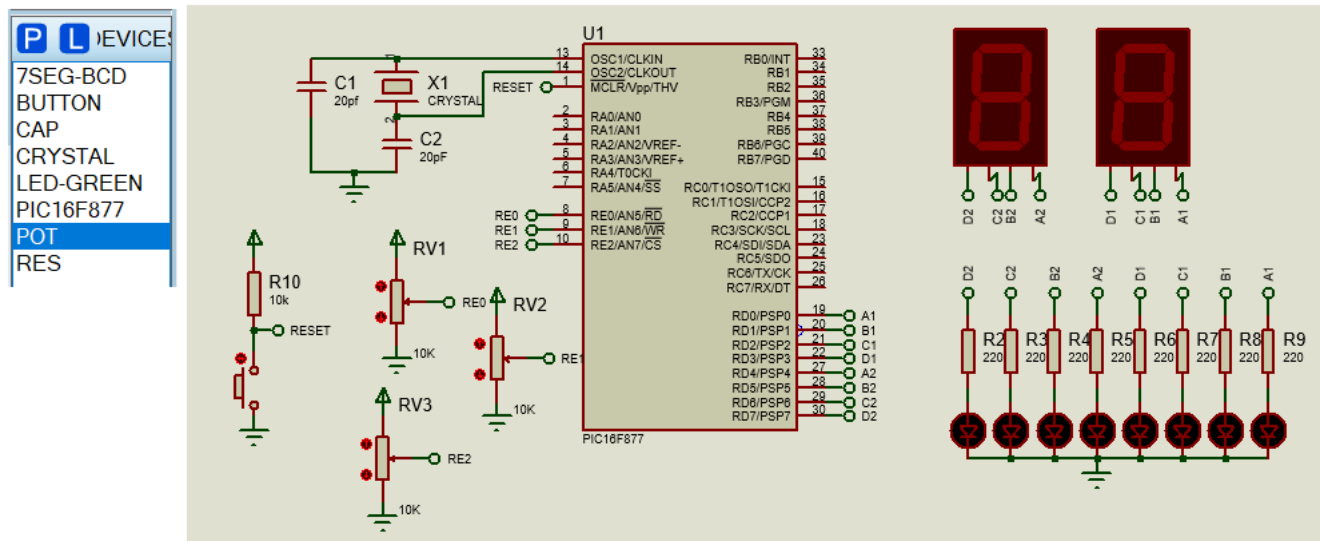 P L DEVICES
7SEG-BCD
BUTTON
CAP
CRYSTAL
LED-GREEN
PIC16F877
POT
RES
U1
C1
20pf
X1
CRYSTAL
1
2
C2
20pF
RESET
13 OSC1/CLKIN
14 OSC2/CLKOUT
1 MCLR/Vpp/THV
2 RA0/AN0
3 RA1/AN1
4 RA2/AN2/VREF-
5 RA3/AN3/VREF+
6 RA4/T0CKI
7 RA5/AN4/SS
RE0 8 RE0/AN5/RD
RE1 9 RE1/AN6/WR
RE2 10 RE2/AN7/CS
RB0/INT 33
RB1 34
RB2 35
RB3/PGM 36
RB4 37
RB5 38
RB6/PGC 39
RB7/PGD 40
RC0/T1OSO/T1CKI 15
RC1/T1OSI/CCP2 16
RC2/CCP1 17
RC3/SCK/SCL 18
RC4/SDI/SDA 23
RC5/SDO 24
RC6/TX/CK 25
RC7/RX/DT 26
RD0/PSP0 19 A1
RD1/PSP1 20 B1
RD2/PSP2 21 C1
RD3/PSP3 22 D1
RD4/PSP4 27 A2
RD5/PSP5 28 B2
RD6/PSP6 29 C2
RD7/PSP7 30 D2
PIC16F877
R10
10k
RESET
RV1
RE0
10K
RV2
RE1
10K
RV3
RE2
10K
D2 C2 B2 A2 D1 C1 B1 A1
D2 C2 B2 A2 D1 C1 B1 A1
R2 R3 R4 R5 R6 R7 R8 R9
220 220 220 220 220 220 220 220